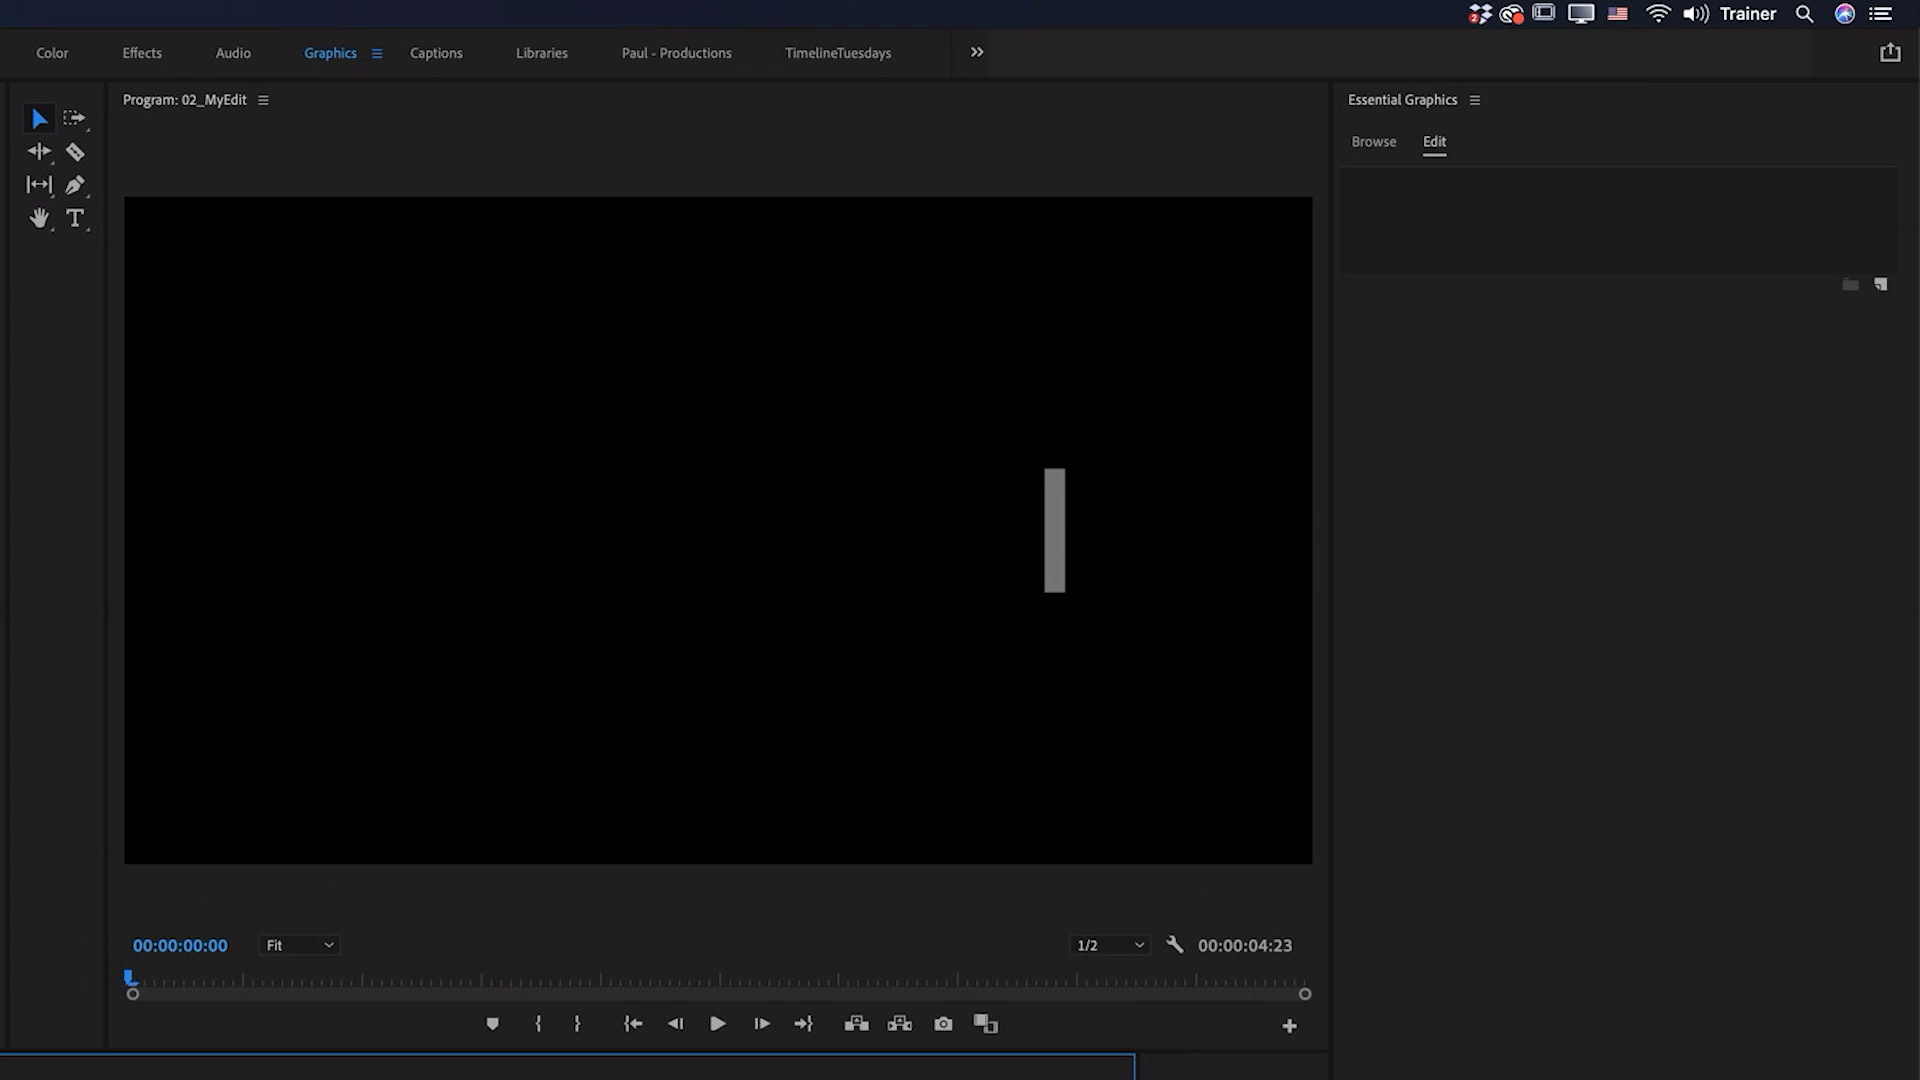 Trainer
Color Effects Audio Graphics Captions Libraries Paul - Productions TimelineTuesdays
Program: 02_MyEdit
Essential Graphics
Browse Edit
00:00:00:00 Fit 1/2 00:00:04:23